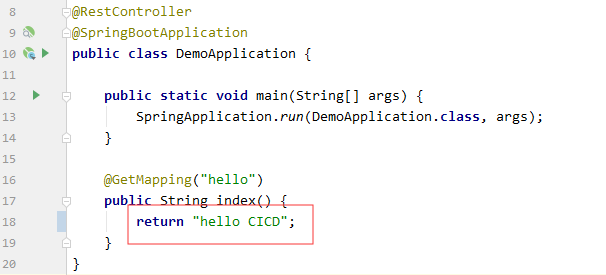 8 @RestController
9 @SpringBootApplication
10 public class DemoApplication {
11
12     public static void main(String[] args) {
13         SpringApplication.run(DemoApplication.class, args);
14     }
15
16     @GetMapping("hello")
17     public String index() {
18         return "hello CICD";
19     }
20 }